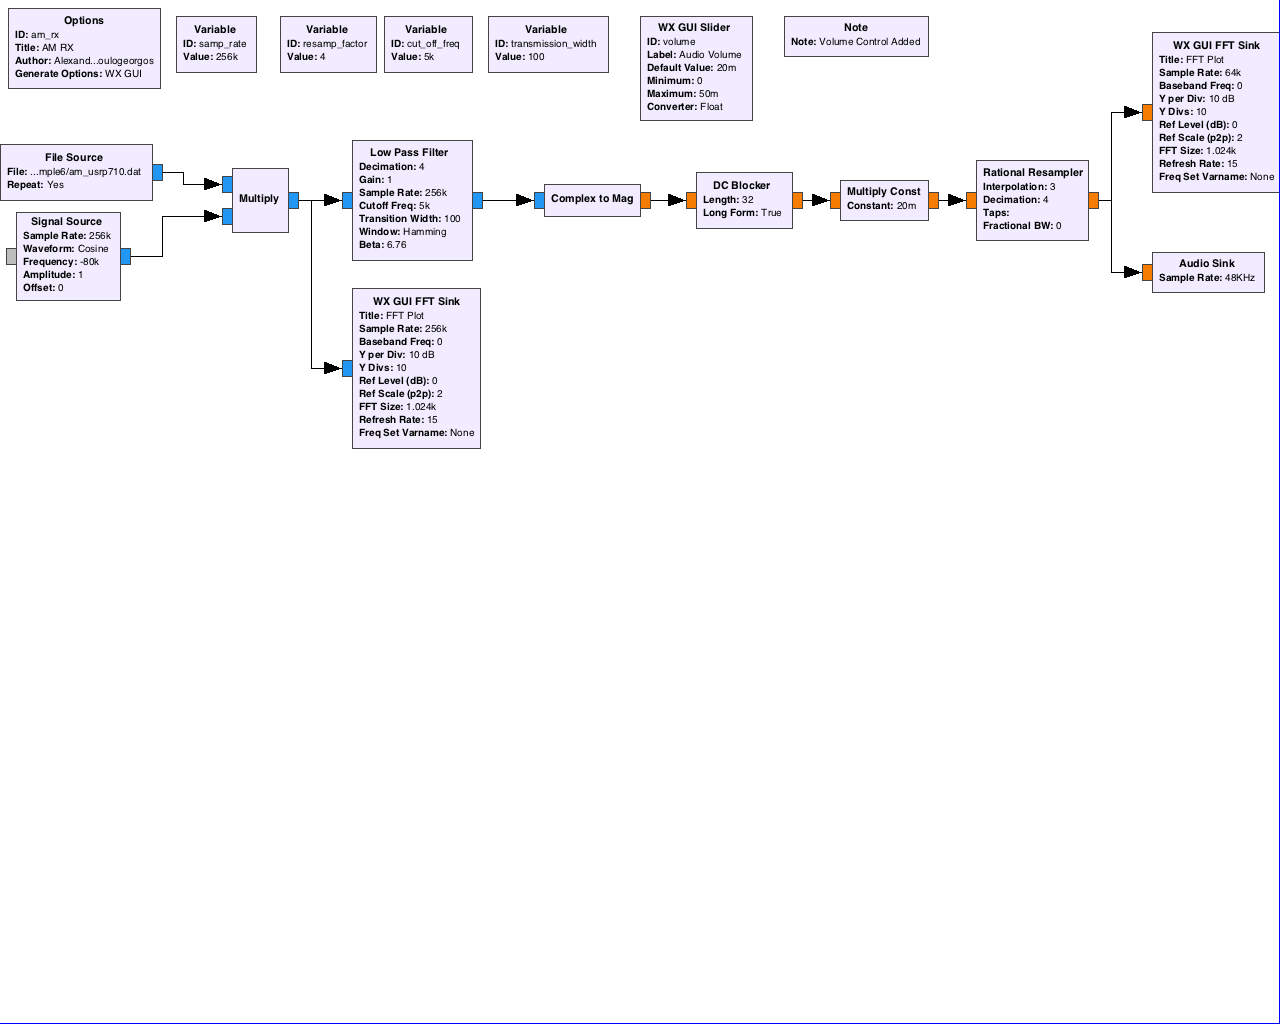 Options
ID: am_rx
Title: AM RX
Author: Alexand...oulogeorgos
Generate Options: WX GUI
Variable
ID: samp_rate
Value: 256k
Variable
ID: resamp_factor
Value: 4
Variable
ID: cut_off_freq
Value: 5k
Variable
ID: transmission_width
Value: 100
WX GUI Slider
ID: volume
Label: Audio Volume
Default Value: 20m
Minimum: 0
Maximum: 50m
Converter: Float
Note
Note: Volume Control Added
WX GUI FFT Sink
Title: FFT Plot
Sample Rate: 64k
Baseband Freq: 0
Y per Div: 10 dB
Y Divs: 10
Ref Level (dB): 0
Ref Scale (p2p): 2
FFT Size: 1.024k
Refresh Rate: 15
Freq Set Varname: None
File Source
File: ...mple6/am_usrp710.dat
Repeat: Yes
Signal Source
Sample Rate: 256k
Waveform: Cosine
Frequency: -80k
Amplitude: 1
Offset: 0
Multiply
Low Pass Filter
Decimation: 4
Gain: 1
Sample Rate: 256k
Cutoff Freq: 5k
Transition Width: 100
Window: Hamming
Beta: 6.76
WX GUI FFT Sink
Title: FFT Plot
Sample Rate: 256k
Baseband Freq: 0
Y per Div: 10 dB
Y Divs: 10
Ref Level (dB): 0
Ref Scale (p2p): 2
FFT Size: 1.024k
Refresh Rate: 15
Freq Set Varname: None
Complex to Mag
DC Blocker
Length: 32
Long Form: True
Multiply Const
Constant: 20m
Rational Resampler
Interpolation: 3
Decimation: 4
Taps:
Fractional BW: 0
Audio Sink
Sample Rate: 48KHz